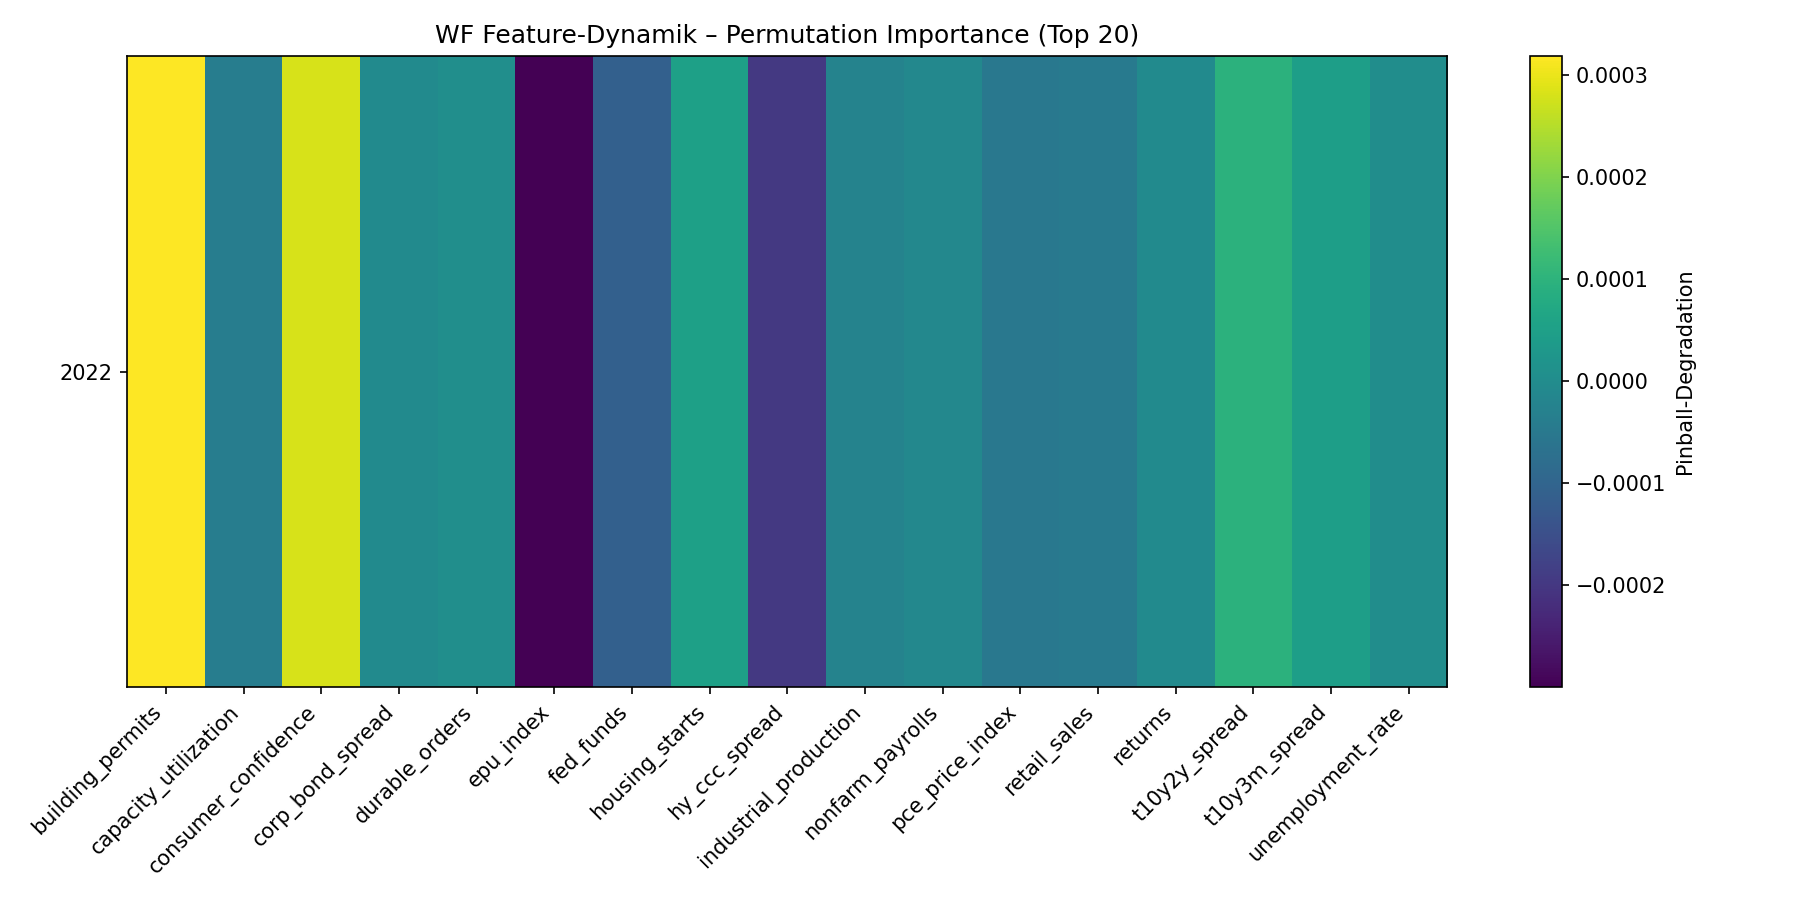 WF Feature-Dynamik – Permutation Importance (Top 20)
2022
building_permits
capacity_utilization
consumer_confidence
corp_bond_spread
durable_orders
epu_index
fed_funds
housing_starts
hy_ccc_spread
industrial_production
nonfarm_payrolls
pce_price_index
retail_sales
returns
t10y2y_spread
t10y3m_spread
unemployment_rate
0.0003
0.0002
0.0001
0.0000
−0.0001
−0.0002
Pinball-Degradation